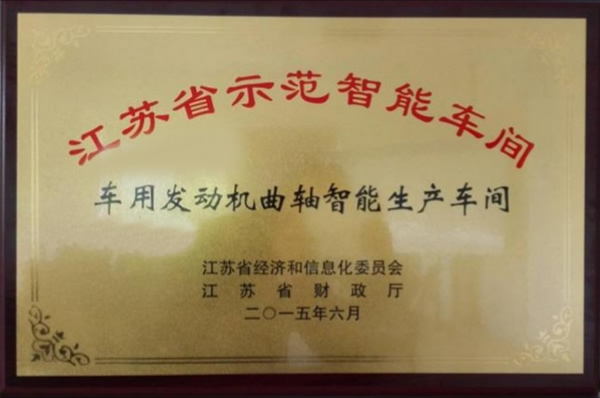 江苏省示范智能车间
车用发动机曲轴智能生产车间
江苏省经济和信息化委员会
江苏省财政厅
二〇一五年六月